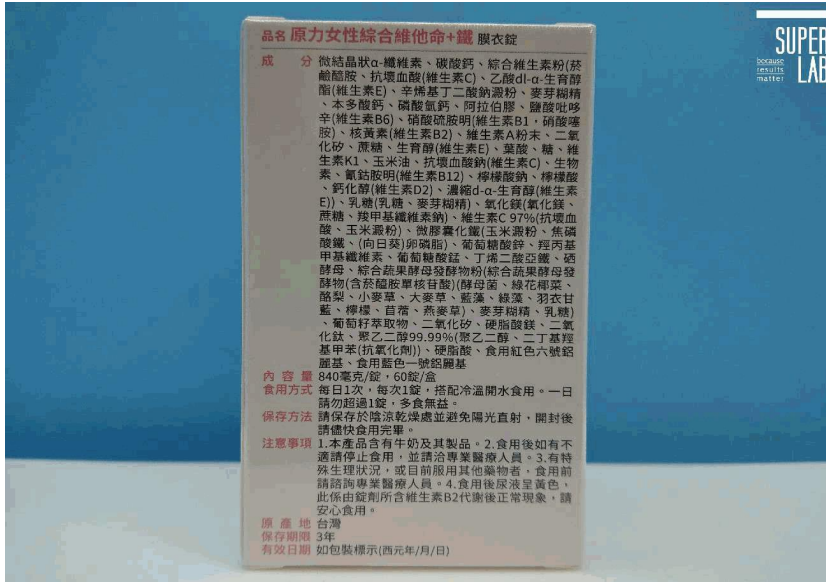 SUPER
LAB
because
results
matter
品名 原力女性綜合維他命+鐵 膜衣錠
成分 微結晶狀α-纖維素、碳酸鈣、綜合維生素粉(菸
鹼醯胺、抗壞血酸(維生素C)、乙酸dl-α-生育醇
酯(維生素E)、辛烯基丁二酸鈉澱粉、麥芽糊精
、本多酸鈣、磷酸氫鈣、阿拉伯膠、鹽酸吡哆
辛(維生素B6)、硝酸硫胺明(維生素B1，硝酸噻
胺)、核黃素(維生素B2)、維生素A粉末、二氧
化矽、蔗糖、生育醇(維生素E)、葉酸、糖、維
生素K1、玉米油、抗壞血酸鈉(維生素C)、生物
素、氰鈷胺明(維生素B12)、檸檬酸鈉、檸檬酸
、鈣化醇(維生素D2)、濃縮d-α-生育醇(維生素
E))、乳糖(乳糖、麥芽糊精)、氧化鎂(氧化鎂、
蔗糖、羧甲基纖維素鈉)、維生素C 97%(抗壞血
酸、玉米澱粉)、微膠囊化鐵(玉米澱粉、焦磷
酸鐵、(向日葵)卵磷脂)、葡萄糖酸鋅、羥丙基
甲基纖維素、葡萄糖酸錳、丁烯二酸亞鐵、硒
酵母、綜合蔬果酵母發酵物粉(綜合蔬果酵母發
酵物(含菸醯胺單核苷酸)(酵母菌、綠花椰菜、
酪梨、小麥草、大麥草、藍藻、綠藻、羽衣甘
藍、檸檬、苜蓿、燕麥草)、麥芽糊精、乳糖)
、葡萄籽萃取物、二氧化矽、硬脂酸鎂、二氧
化鈦、聚乙二醇99.99%(聚乙二醇、二丁基羥
基甲苯(抗氧化劑))、硬脂酸、食用紅色六號鋁
麗基、食用藍色一號鋁麗基
內容量 840毫克/錠，60錠/盒
食用方式 每日1次，每次1錠，搭配冷溫開水食用。一日
請勿超過1錠，多食無益。
保存方法 請保存於陰涼乾燥處並避免陽光直射，開封後
請儘快食用完畢。
注意事項 1.本產品含有牛奶及其製品。2.食用後如有不
適請停止食用，並請洽專業醫療人員。3.有特
殊生理狀況，或目前服用其他藥物者，食用前
請諮詢專業醫療人員。4.食用後尿液呈黃色，
此係由錠劑所含維生素B2代謝後正常現象，請
安心食用。
原產地 台灣
保存期限 3年
有效日期 如包裝標示(西元年/月/日)